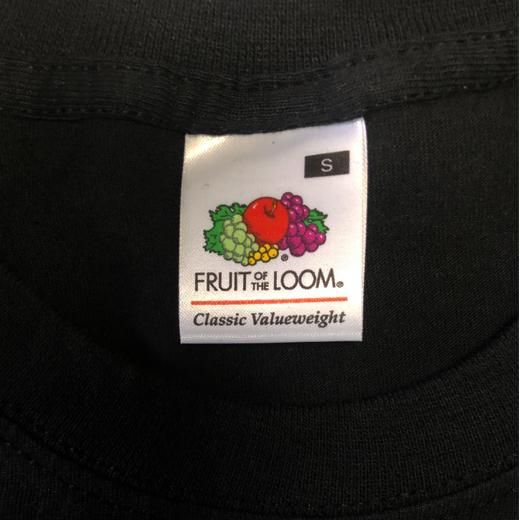 S
®
FRUIT OF THE LOOM®
Classic Valueweight